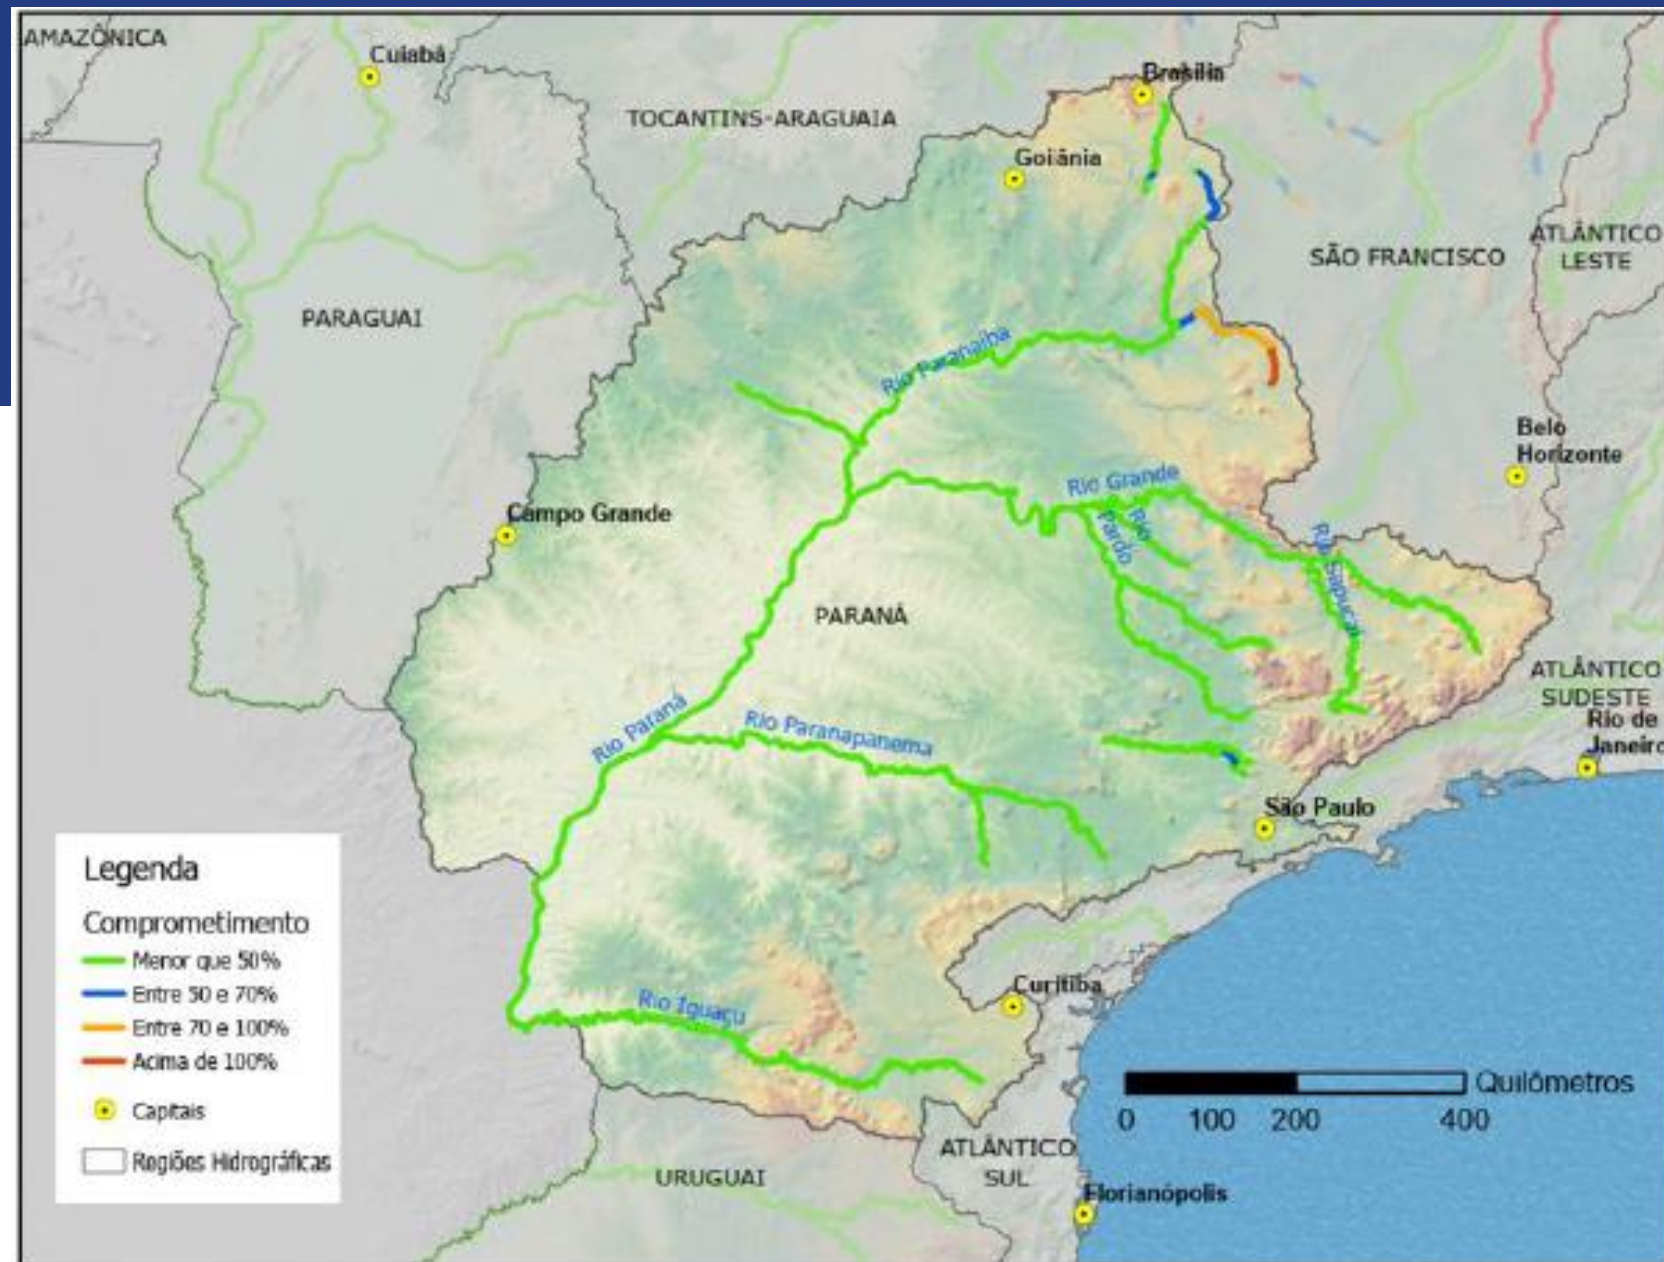 AMAZÔNICA
Cuiabá
Brasília
TOCANTINS-ARAGUAIA
Goiânia
ATLÂNTICO
LESTE
SÃO FRANCISCO
PARAGUAI
Rio Paranaíba
Belo
Horizonte
Rio Grande
Campo Grande
Rio
Pardo
Rio Sapucaí
PARANÁ
ATLÂNTICO
SUDESTE
Rio Paraná
Rio Paranapanema
Rio de
Janeiro
São Paulo
Legenda
Comprometimento
Menor que 50%
Entre 50 e 70%
Entre 70 e 100%
Acima de 100%
Capitais
Regiões Hidrográficas
Curitiba
Rio Iguaçu
Quilômetros
0 100 200 400
ATLÂNTICO
SUL
URUGUAI
Florianópolis